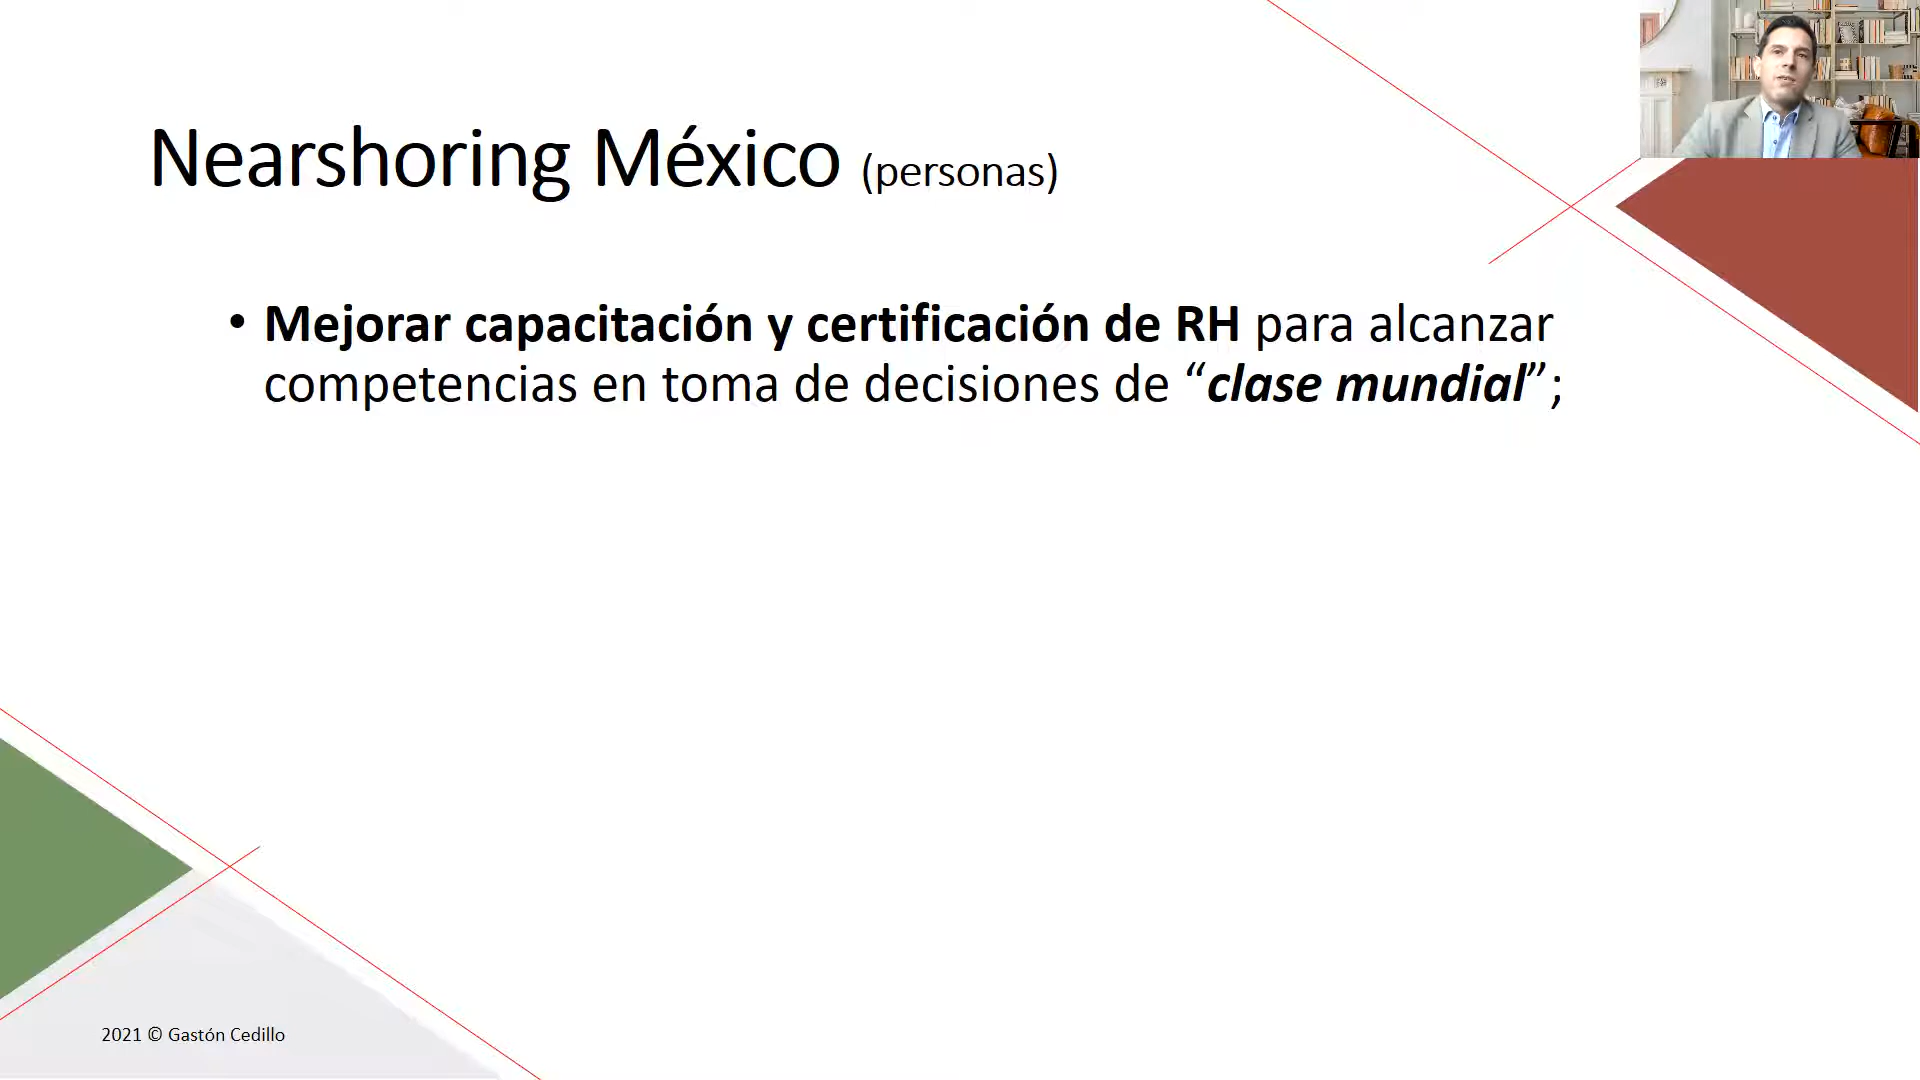 Nearshoring México (personas)
• Mejorar capacitación y certificación de RH para alcanzar
competencias en toma de decisiones de “clase mundial”;
2021 © Gastón Cedillo